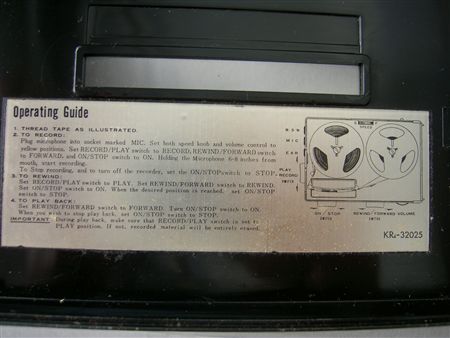 Operating Guide
1. THREAD TAPE AS ILLUSTRATED.
2. TO RECORD:
Plug microphone into socket marked MIC. Set both speed knob and volume control to
yellow positions. Set RECORD/PLAY switch to RECORD, REWIND/FORWARD switch
to FORWARD, and ON/STOP switch to ON. Holding the Microphone 6-8 inches from
mouth, start recording.
To Stop recording, and to turn off the recorder, set the ON/STOP switch to STOP.
3. TO REWIND:
Set RECORD/PLAY switch to PLAY. Set REWIND/FORWARD switch to REWIND.
Set ON/STOP switch to ON. When the desired position is reached, set ON/STOP
switch to STOP.
4. TO PLAY BACK:
Set REWIND/FORWARD switch to FORWARD. Turn ON/STOP switch to ON.
When you wish to stop play back, set ON/STOP switch to STOP.
IMPORTANT: During play back, make sure that RECORD/PLAY switch is set to
PLAY position. If not, recorded material will be entirely erased.
SPEED
MIC
EAR
PLAY
RECORD
SWITCH
ON / STOP
SWITCH
REWIND/FORWARD VOLUME
SWITCH
KR4-32025